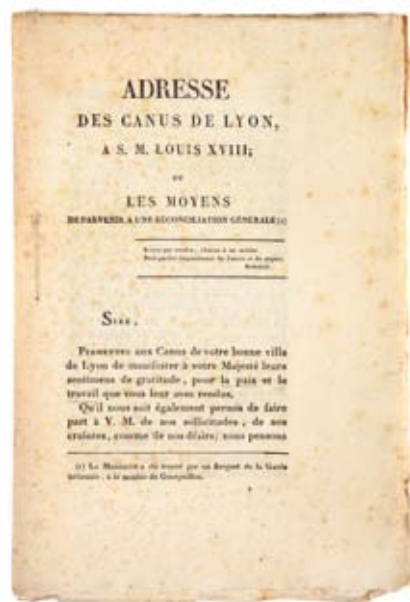 ADRESSE
DES CANUS DE LYON,
A S. M. LOUIS XVIII;
OU
LES MOYENS
DE PARVENIR A UNE RÉCONCILIATION GÉNÉRALE (1)
SIRE,
PERMETTEZ aux Canus de votre bonne ville
de Lyon de manifester à votre Majesté leurs
sentimens de gratitude, pour la paix et le
travail que vous leur avez rendus.
Qu'il nous soit également permis de faire
part à V. M. de nos sollicitudes, de nos
craintes, comme de nos désirs; nous pensons
(1) Le Manuscrit a été trouvé par un Sergent de la Garde
nationale, à la montée du Gourguillon.